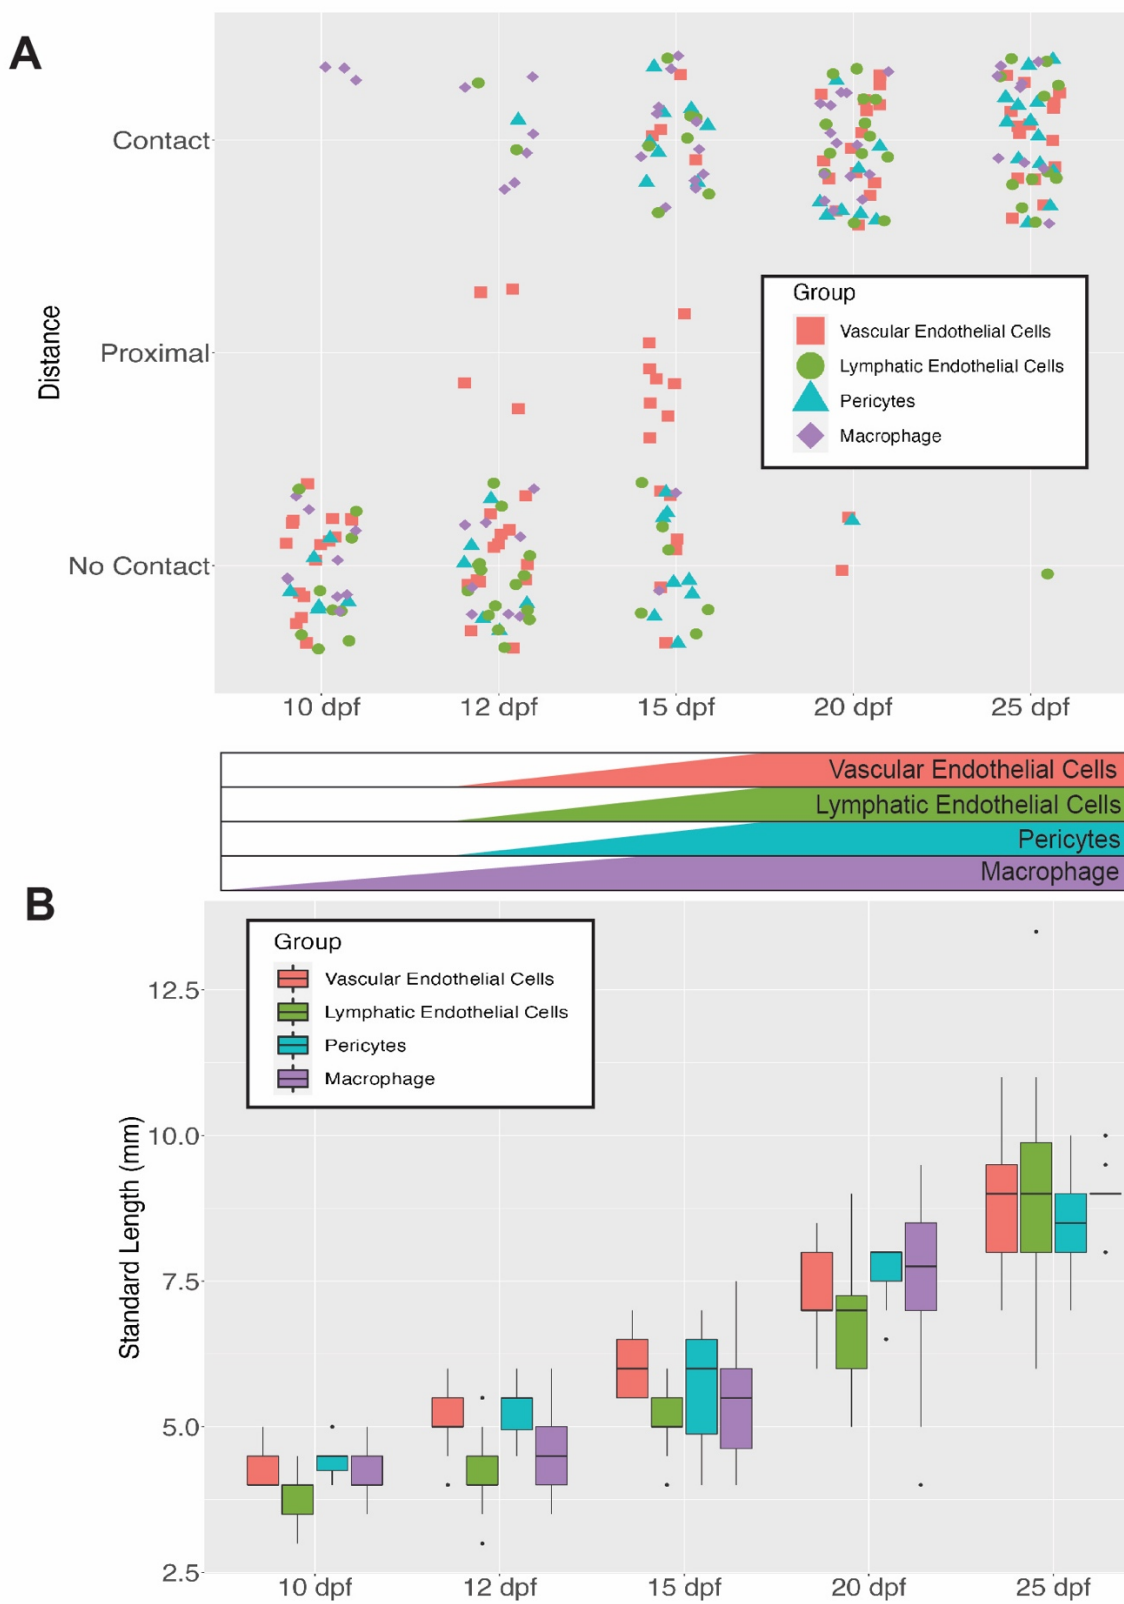 A
Contact
Proximal
No Contact
Distance
Group
Vascular Endothelial Cells
Lymphatic Endothelial Cells
Pericytes
Macrophage
10 dpf 12 dpf 15 dpf 20 dpf 25 dpf
Vascular Endothelial Cells
Lymphatic Endothelial Cells
Pericytes
Macrophage
B
Group
Vascular Endothelial Cells
Lymphatic Endothelial Cells
Pericytes
Macrophage
12.5
10.0
7.5
5.0
2.5
Standard Length (mm)
10 dpf 12 dpf 15 dpf 20 dpf 25 dpf